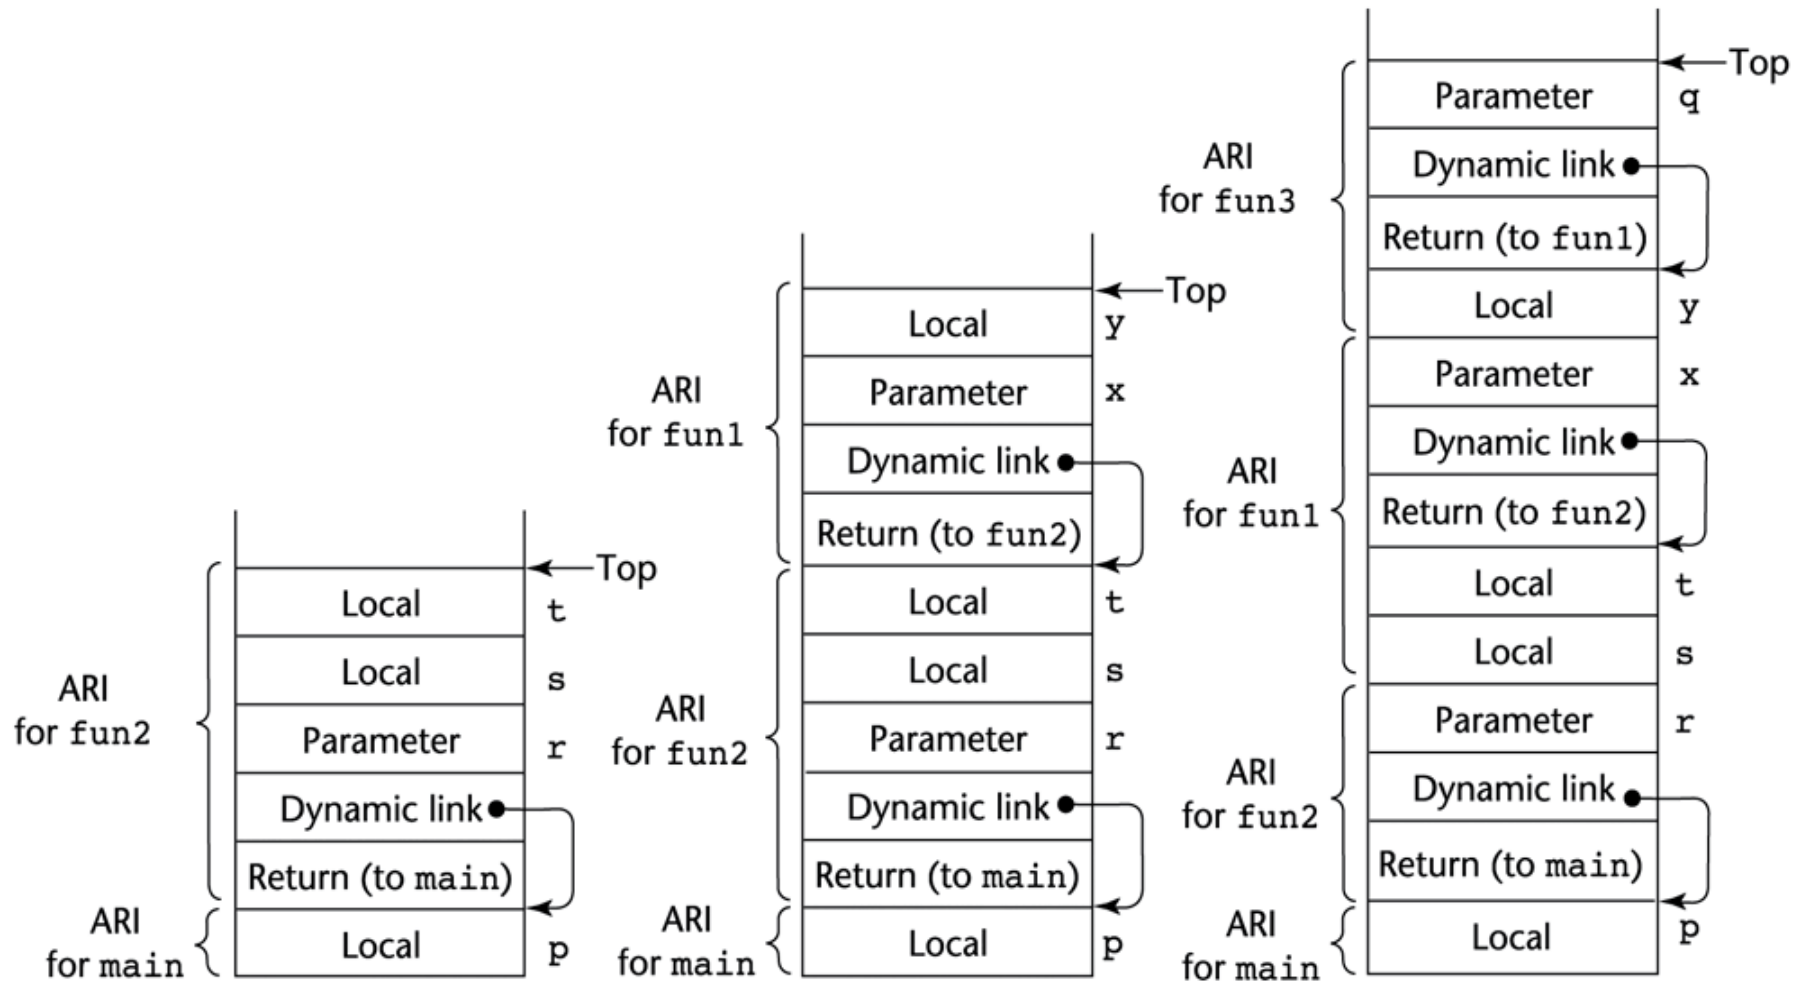 Top
Parameter q
ARI
for fun3
Dynamic link
Return (to fun1)
Local y
Parameter x
ARI
for fun1
Dynamic link
Return (to fun2)
Local t
Local s
Parameter r
ARI
for fun2
Dynamic link
Return (to main)
ARI
for main
Local p
Top
Local y
ARI
for fun1
Parameter x
Dynamic link
Return (to fun2)
Local t
Local s
ARI
for fun2
Parameter r
Dynamic link
Return (to main)
ARI
for main
Local p
Top
Local t
Local s
ARI
for fun2
Parameter r
Dynamic link
Return (to main)
ARI
for main
Local p